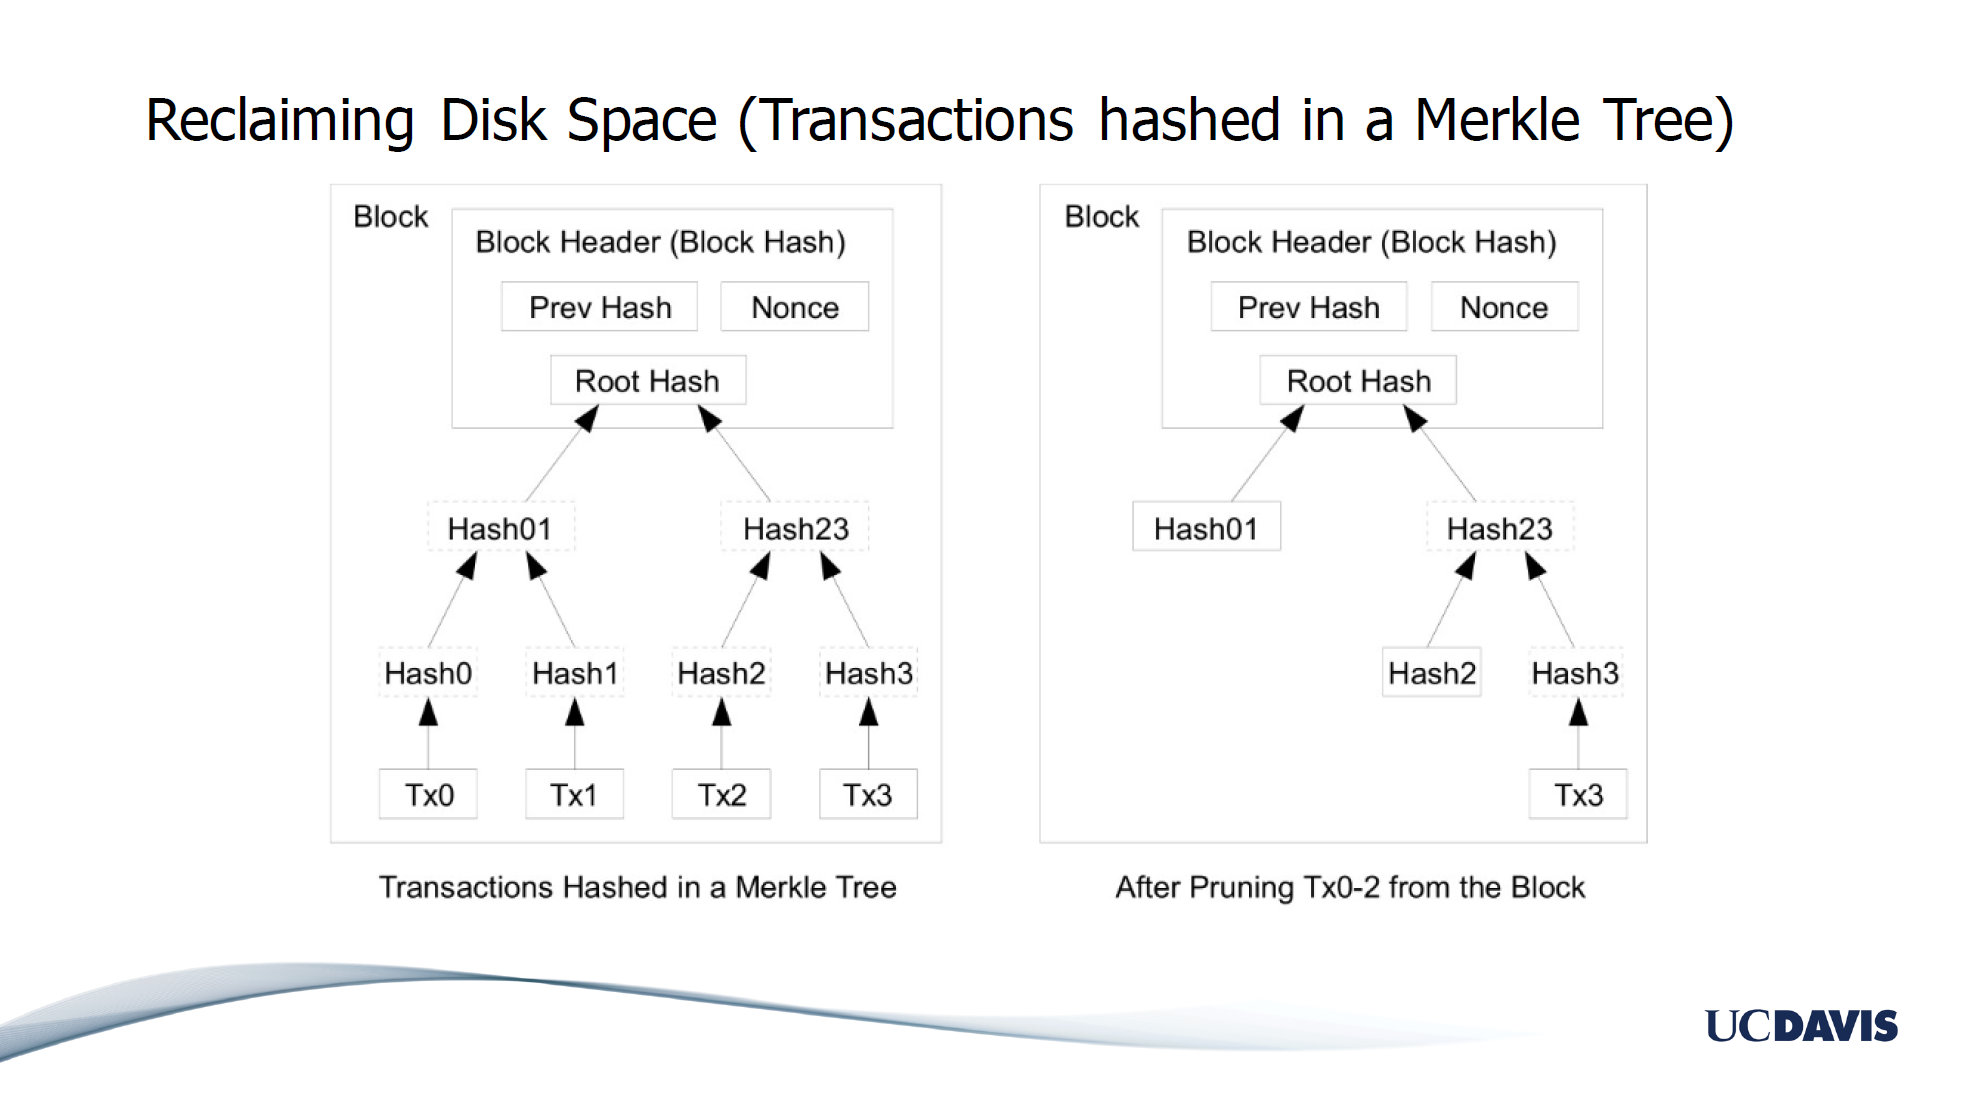 Reclaiming Disk Space (Transactions hashed in a Merkle Tree)
Block
Block Header (Block Hash)
Prev Hash
Nonce
Root Hash
Hash01
Hash23
Hash0
Hash1
Hash2
Hash3
Tx0
Tx1
Tx2
Tx3
Transactions Hashed in a Merkle Tree
Block
Block Header (Block Hash)
Prev Hash
Nonce
Root Hash
Hash01
Hash23
Hash2
Hash3
Tx3
After Pruning Tx0-2 from the Block
UCDAVIS